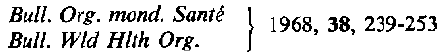 Bull. Org. mond. Santé } 1968, 38, 239-253
Bull. Wld Hlth Org.